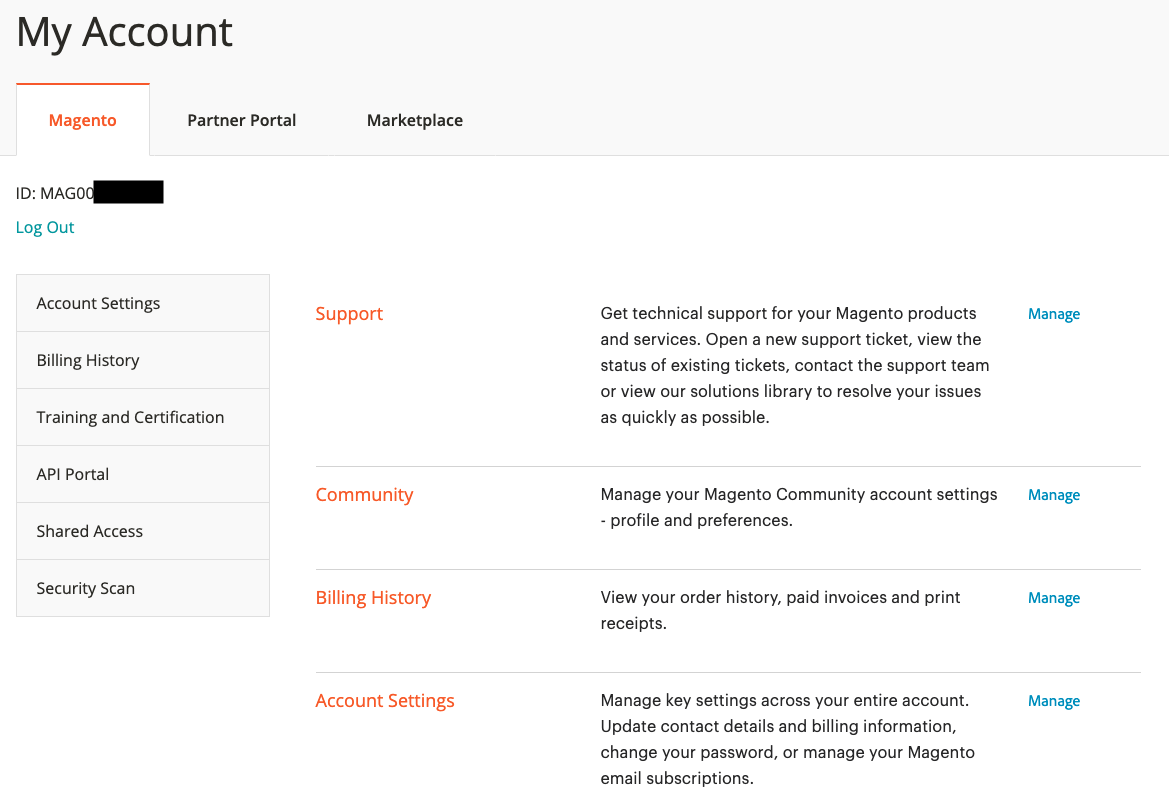 My Account
Magento
Partner Portal
Marketplace
ID: MAG00
Log Out
Account Settings
Billing History
Training and Certification
API Portal
Shared Access
Security Scan
Support
Get technical support for your Magento products
and services. Open a new support ticket, view the
status of existing tickets, contact the support team
or view our solutions library to resolve your issues
as quickly as possible.
Manage
Community
Manage your Magento Community account settings
- profile and preferences.
Manage
Billing History
View your order history, paid invoices and print
receipts.
Manage
Account Settings
Manage key settings across your entire account.
Update contact details and billing information,
change your password, or manage your Magento
email subscriptions.
Manage